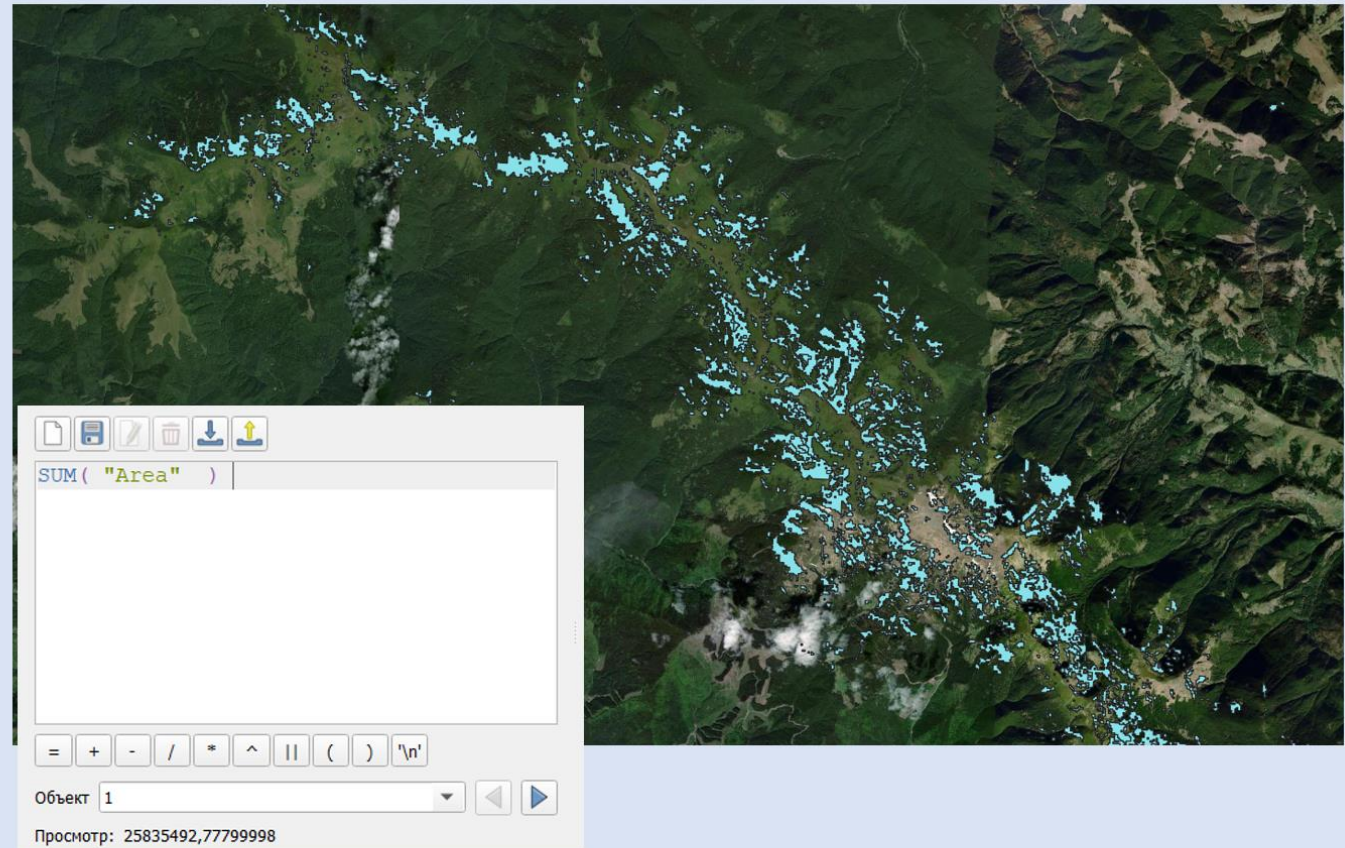 SUM( "Area"  )
= + - / * ^ || ( ) '\n'
Объект 1
Просмотр: 25835492,77799998